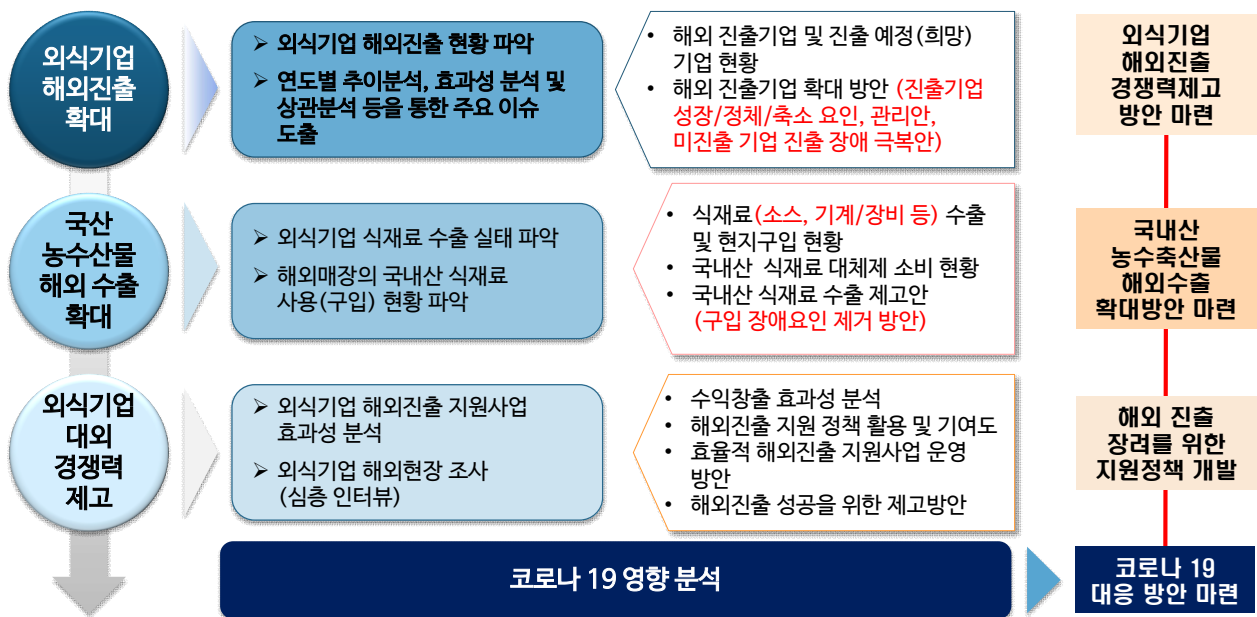 외식기업
해외진출
확대
➢ 외식기업 해외진출 현황 파악
➢ 연도별 추이분석, 효과성 분석 및
상관분석 등을 통한 주요 이슈
도출
• 해외 진출기업 및 진출 예정(희망)
기업 현황
• 해외 진출기업 확대 방안 (진출기업
성장/정체/축소 요인, 관리안,
미진출 기업 진출 장애 극복안)
외식기업
해외진출
경쟁력제고
방안 마련
국산
농수산물
해외 수출
확대
➢ 외식기업 식재료 수출 실태 파악
➢ 해외매장의 국내산 식재료
사용(구입) 현황 파악
• 식재료(소스, 기계/장비 등) 수출
및 현지구입 현황
• 국내산 식재료 대체제 소비 현황
• 국내산 식재료 수출 제고안
(구입 장애요인 제거 방안)
국내산
농수축산물
해외수출
확대방안 마련
외식기업
대외
경쟁력
제고
➢ 외식기업 해외진출 지원사업
효과성 분석
➢ 외식기업 해외현장 조사
(심층 인터뷰)
• 수익창출 효과성 분석
• 해외진출 지원 정책 활용 및 기여도
• 효율적 해외진출 지원사업 운영
방안
• 해외진출 성공을 위한 제고방안
해외 진출
장려를 위한
지원정책 개발
코로나 19 영향 분석
코로나 19
대응 방안 마련